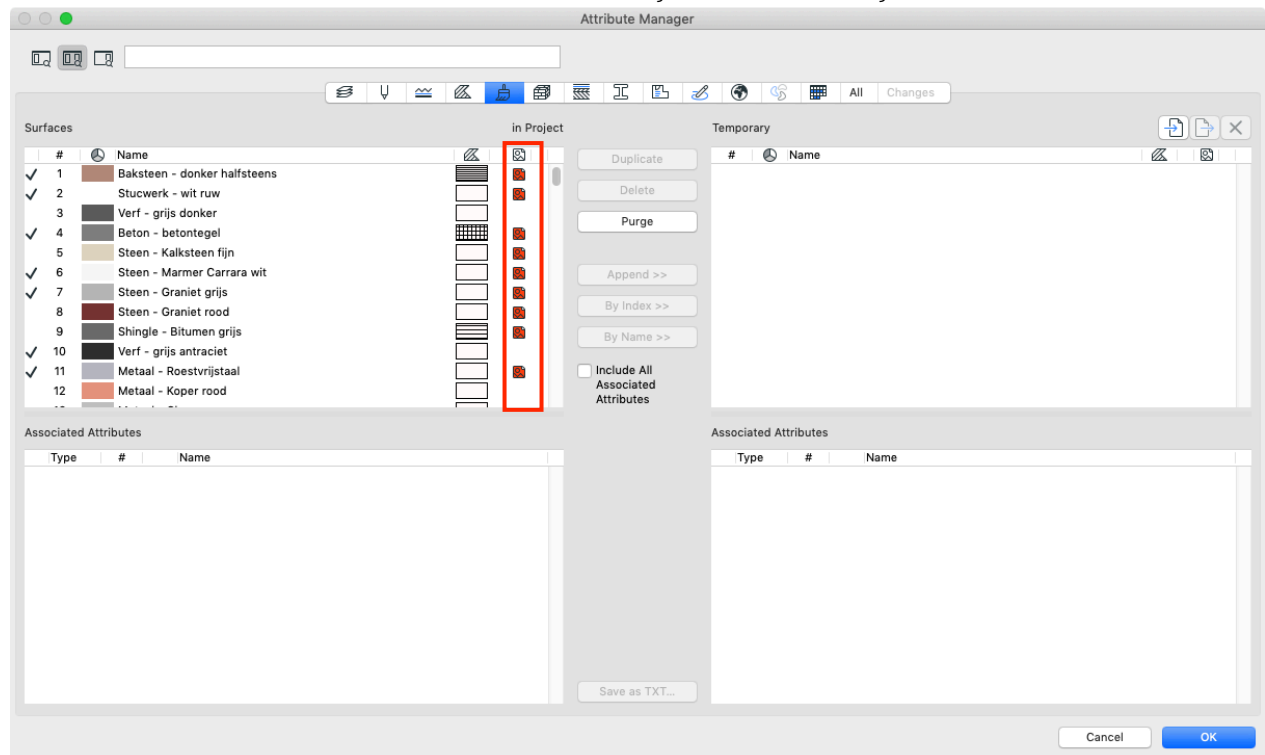 Attribute Manager
All Changes
Surfaces in Project
# Name
1 Baksteen - donker halfsteens
2 Stucwerk - wit ruw
3 Verf - grijs donker
4 Beton - betontegel
5 Steen - Kalksteen fijn
6 Steen - Marmer Carrara wit
7 Steen - Graniet grijs
8 Steen - Graniet rood
9 Shingle - Bitumen grijs
10 Verf - grijs antraciet
11 Metaal - Roestvrijstaal
12 Metaal - Koper rood
Duplicate
Delete
Purge
Append >>
By Index >>
By Name >>
Include All
Associated
Attributes
Temporary
# Name
Associated Attributes
Type # Name
Save as TXT...
Associated Attributes
Type # Name
Cancel OK